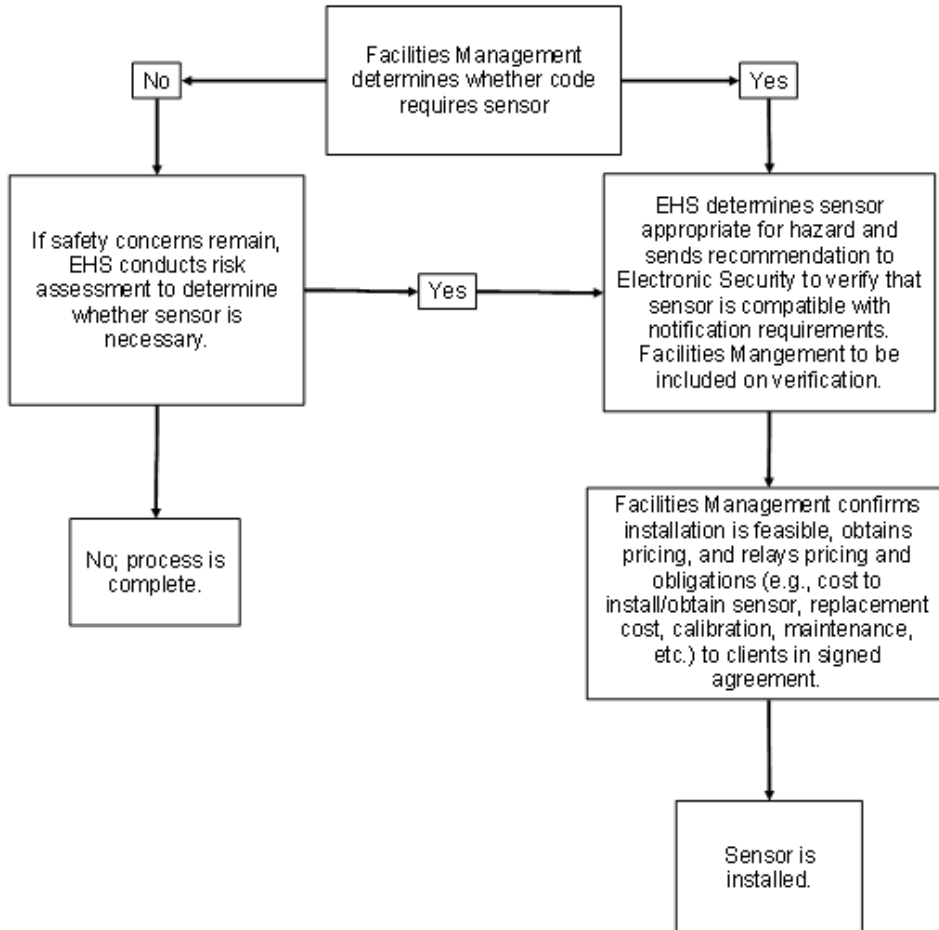 Facilities Management
determines whether code
requires sensor
No
Yes
If safety concerns remain,
EHS conducts risk
assessment to determine
whether sensor is
necessary.
Yes
EHS determines sensor
appropriate for hazard and
sends recommendation to
Electronic Security to verify that
sensor is compatible with
notification requirements.
Facilities Mangement to be
included on verification.
No; process is
complete.
Facilities Management confirms
installation is feasible, obtains
pricing, and relays pricing and
obligations (e.g., cost to
install/obtain sensor, replacement
cost, calibration, maintenance,
etc.) to clients in signed
agreement.
Sensor is
installed.